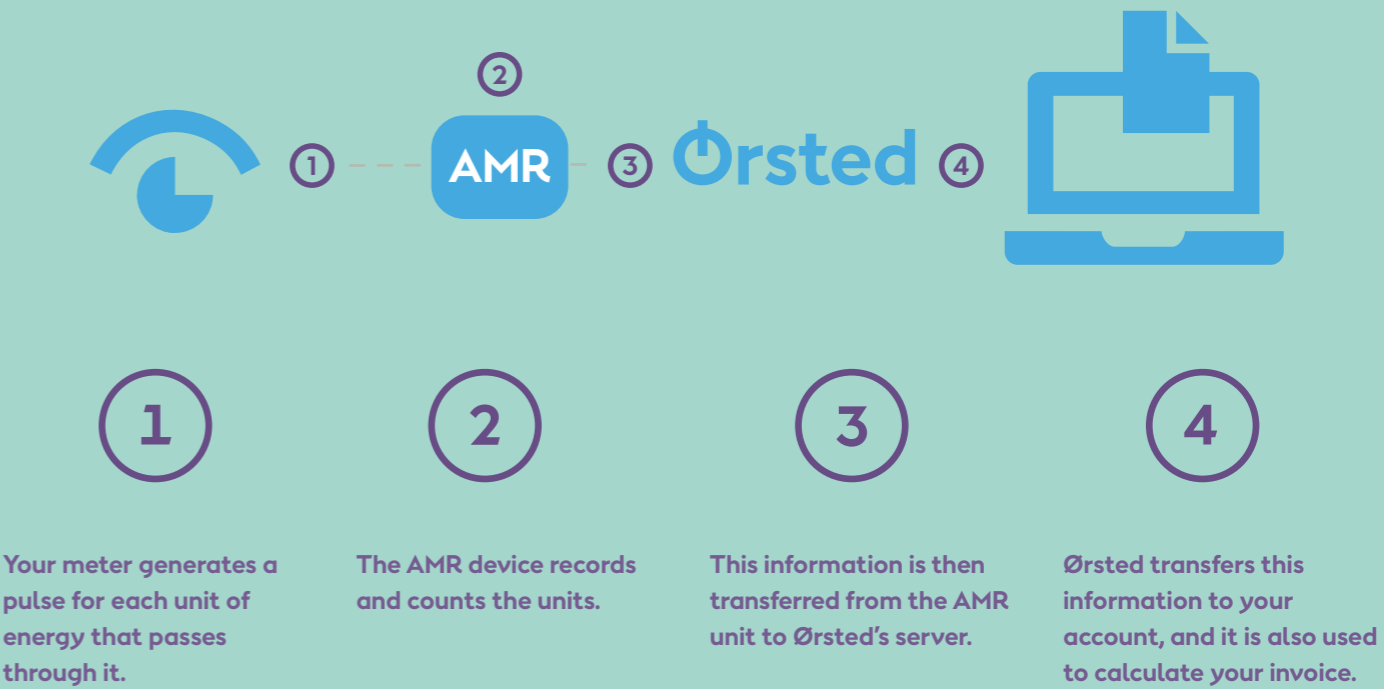 2
1
AMR
3
Ørsted
4
1
2
3
4
Your meter generates a
pulse for each unit of
energy that passes
through it.
The AMR device records
and counts the units.
This information is then
transferred from the AMR
unit to Ørsted’s server.
Ørsted transfers this
information to your
account, and it is also used
to calculate your invoice.